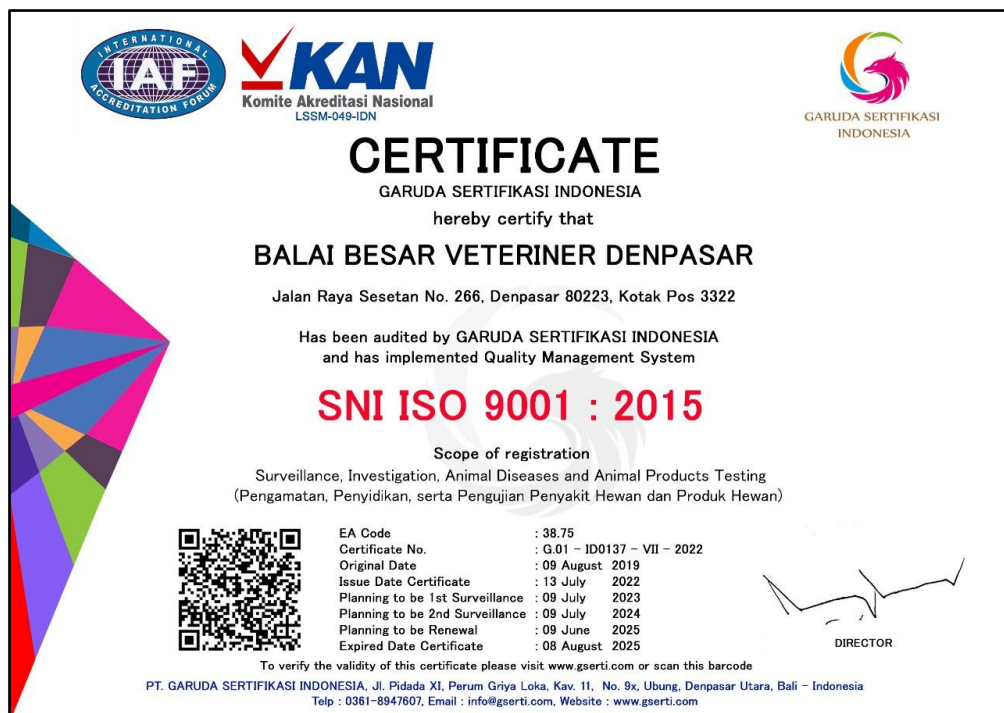 INTERNATIONAL
IAF
ACCREDITATION FORUM
KAN
Komite Akreditasi Nasional
LSSM-049-IDN
GARUDA SERTIFIKASI
INDONESIA
CERTIFICATE
GARUDA SERTIFIKASI INDONESIA
hereby certify that
BALAI BESAR VETERINER DENPASAR
Jalan Raya Sesetan No. 266, Denpasar 80223, Kotak Pos 3322
Has been audited by GARUDA SERTIFIKASI INDONESIA
and has implemented Quality Management System
SNI ISO 9001 : 2015
Scope of registration
Surveillance, Investigation, Animal Diseases and Animal Products Testing
(Pengamatan, Penyidikan, serta Pengujian Penyakit Hewan dan Produk Hewan)
EA Code : 38.75
Certificate No. : G.01 - ID0137 - VII - 2022
Original Date : 09 August 2019
Issue Date Certificate : 13 July 2022
Planning to be 1st Surveillance : 09 July 2023
Planning to be 2nd Surveillance : 09 July 2024
Planning to be Renewal : 09 June 2025
Expired Date Certificate : 08 August 2025
DIRECTOR
To verify the validity of this certificate please visit www.gserti.com or scan this barcode
PT. GARUDA SERTIFIKASI INDONESIA, Jl. Pidada XI, Perum Griya Loka, Kav. 11, No. 9x, Ubung, Denpasar Utara, Bali - Indonesia
Telp : 0361-8947607, Email : info@gserti.com, Website : www.gserti.com